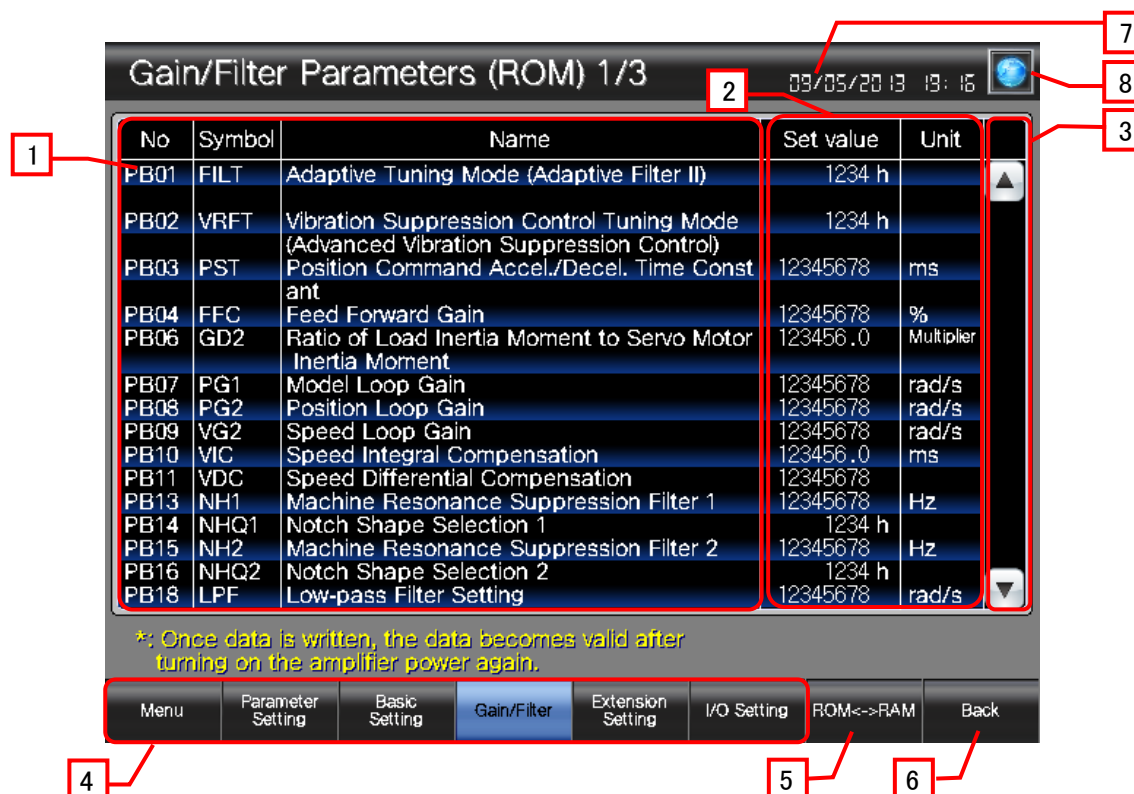 7
Gain/Filter Parameters (ROM) 1/3
2
09/05/2013 19:16
8
3
1
No Symbol Name Set value Unit
PB01 FILT Adaptive Tuning Mode (Adaptive Filter II) 1234 h
PB02 VRFT Vibration Suppression Control Tuning Mode 1234 h
(Advanced Vibration Suppression Control)
PB03 PST Position Command Accel./Decel. Time Const 12345678 ms
ant
PB04 FFC Feed Forward Gain 12345678 %
PB06 GD2 Ratio of Load Inertia Moment to Servo Motor 123456.0 Multiplier
Inertia Moment
PB07 PG1 Model Loop Gain 12345678 rad/s
PB08 PG2 Position Loop Gain 12345678 rad/s
PB09 VG2 Speed Loop Gain 12345678 rad/s
PB10 VIC Speed Integral Compensation 123456.0 ms
PB11 VDC Speed Differential Compensation 12345678
PB13 NH1 Machine Resonance Suppression Filter 1 12345678 Hz
PB14 NHQ1 Notch Shape Selection 1 1234 h
PB15 NH2 Machine Resonance Suppression Filter 2 12345678 Hz
PB16 NHQ2 Notch Shape Selection 2 1234 h
PB18 LPF Low-pass Filter Setting 12345678 rad/s
*: Once data is written, the data becomes valid after
turning on the amplifier power again.
Menu Parameter Setting Basic Setting Gain/Filter Extension Setting I/O Setting ROM<->RAM Back
4 5 6